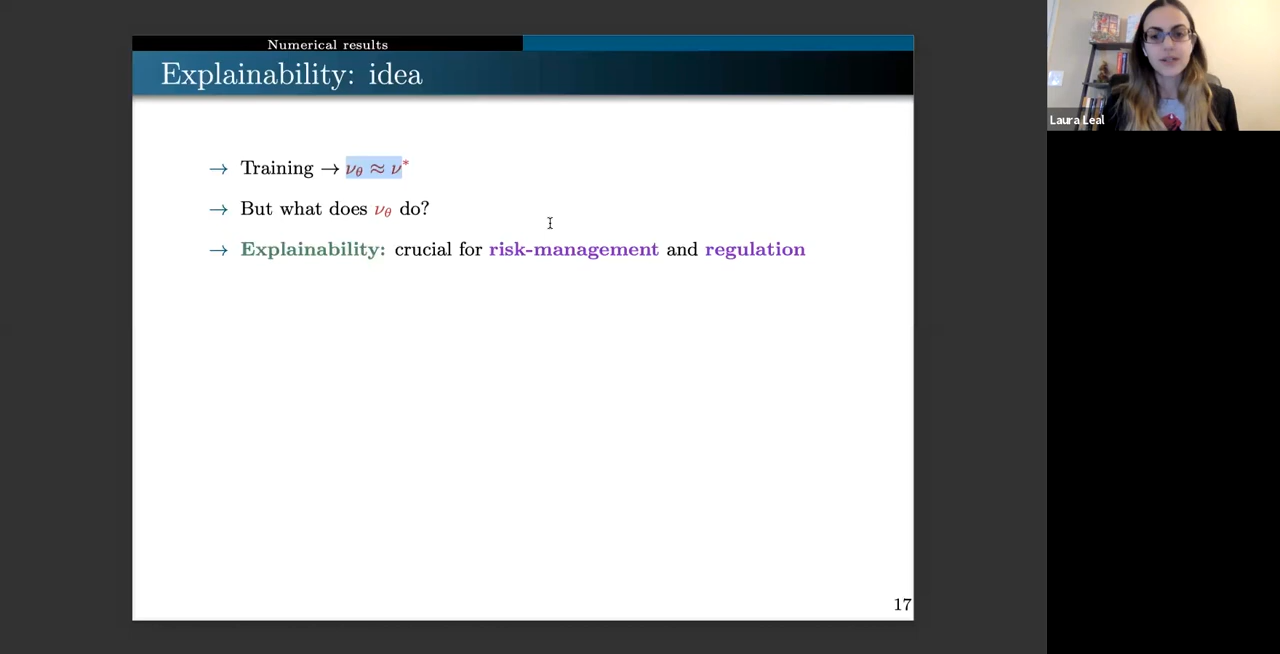 Numerical results
Explainability: idea
→ Training → ν_θ ≈ ν*
→ But what does ν_θ do?
→ Explainability: crucial for risk-management and regulation
17
Laura Leal